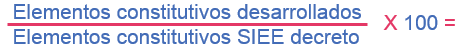 Elementos constitutivos desarrollados
X 100 =
Elementos constitutivos SIEE decreto